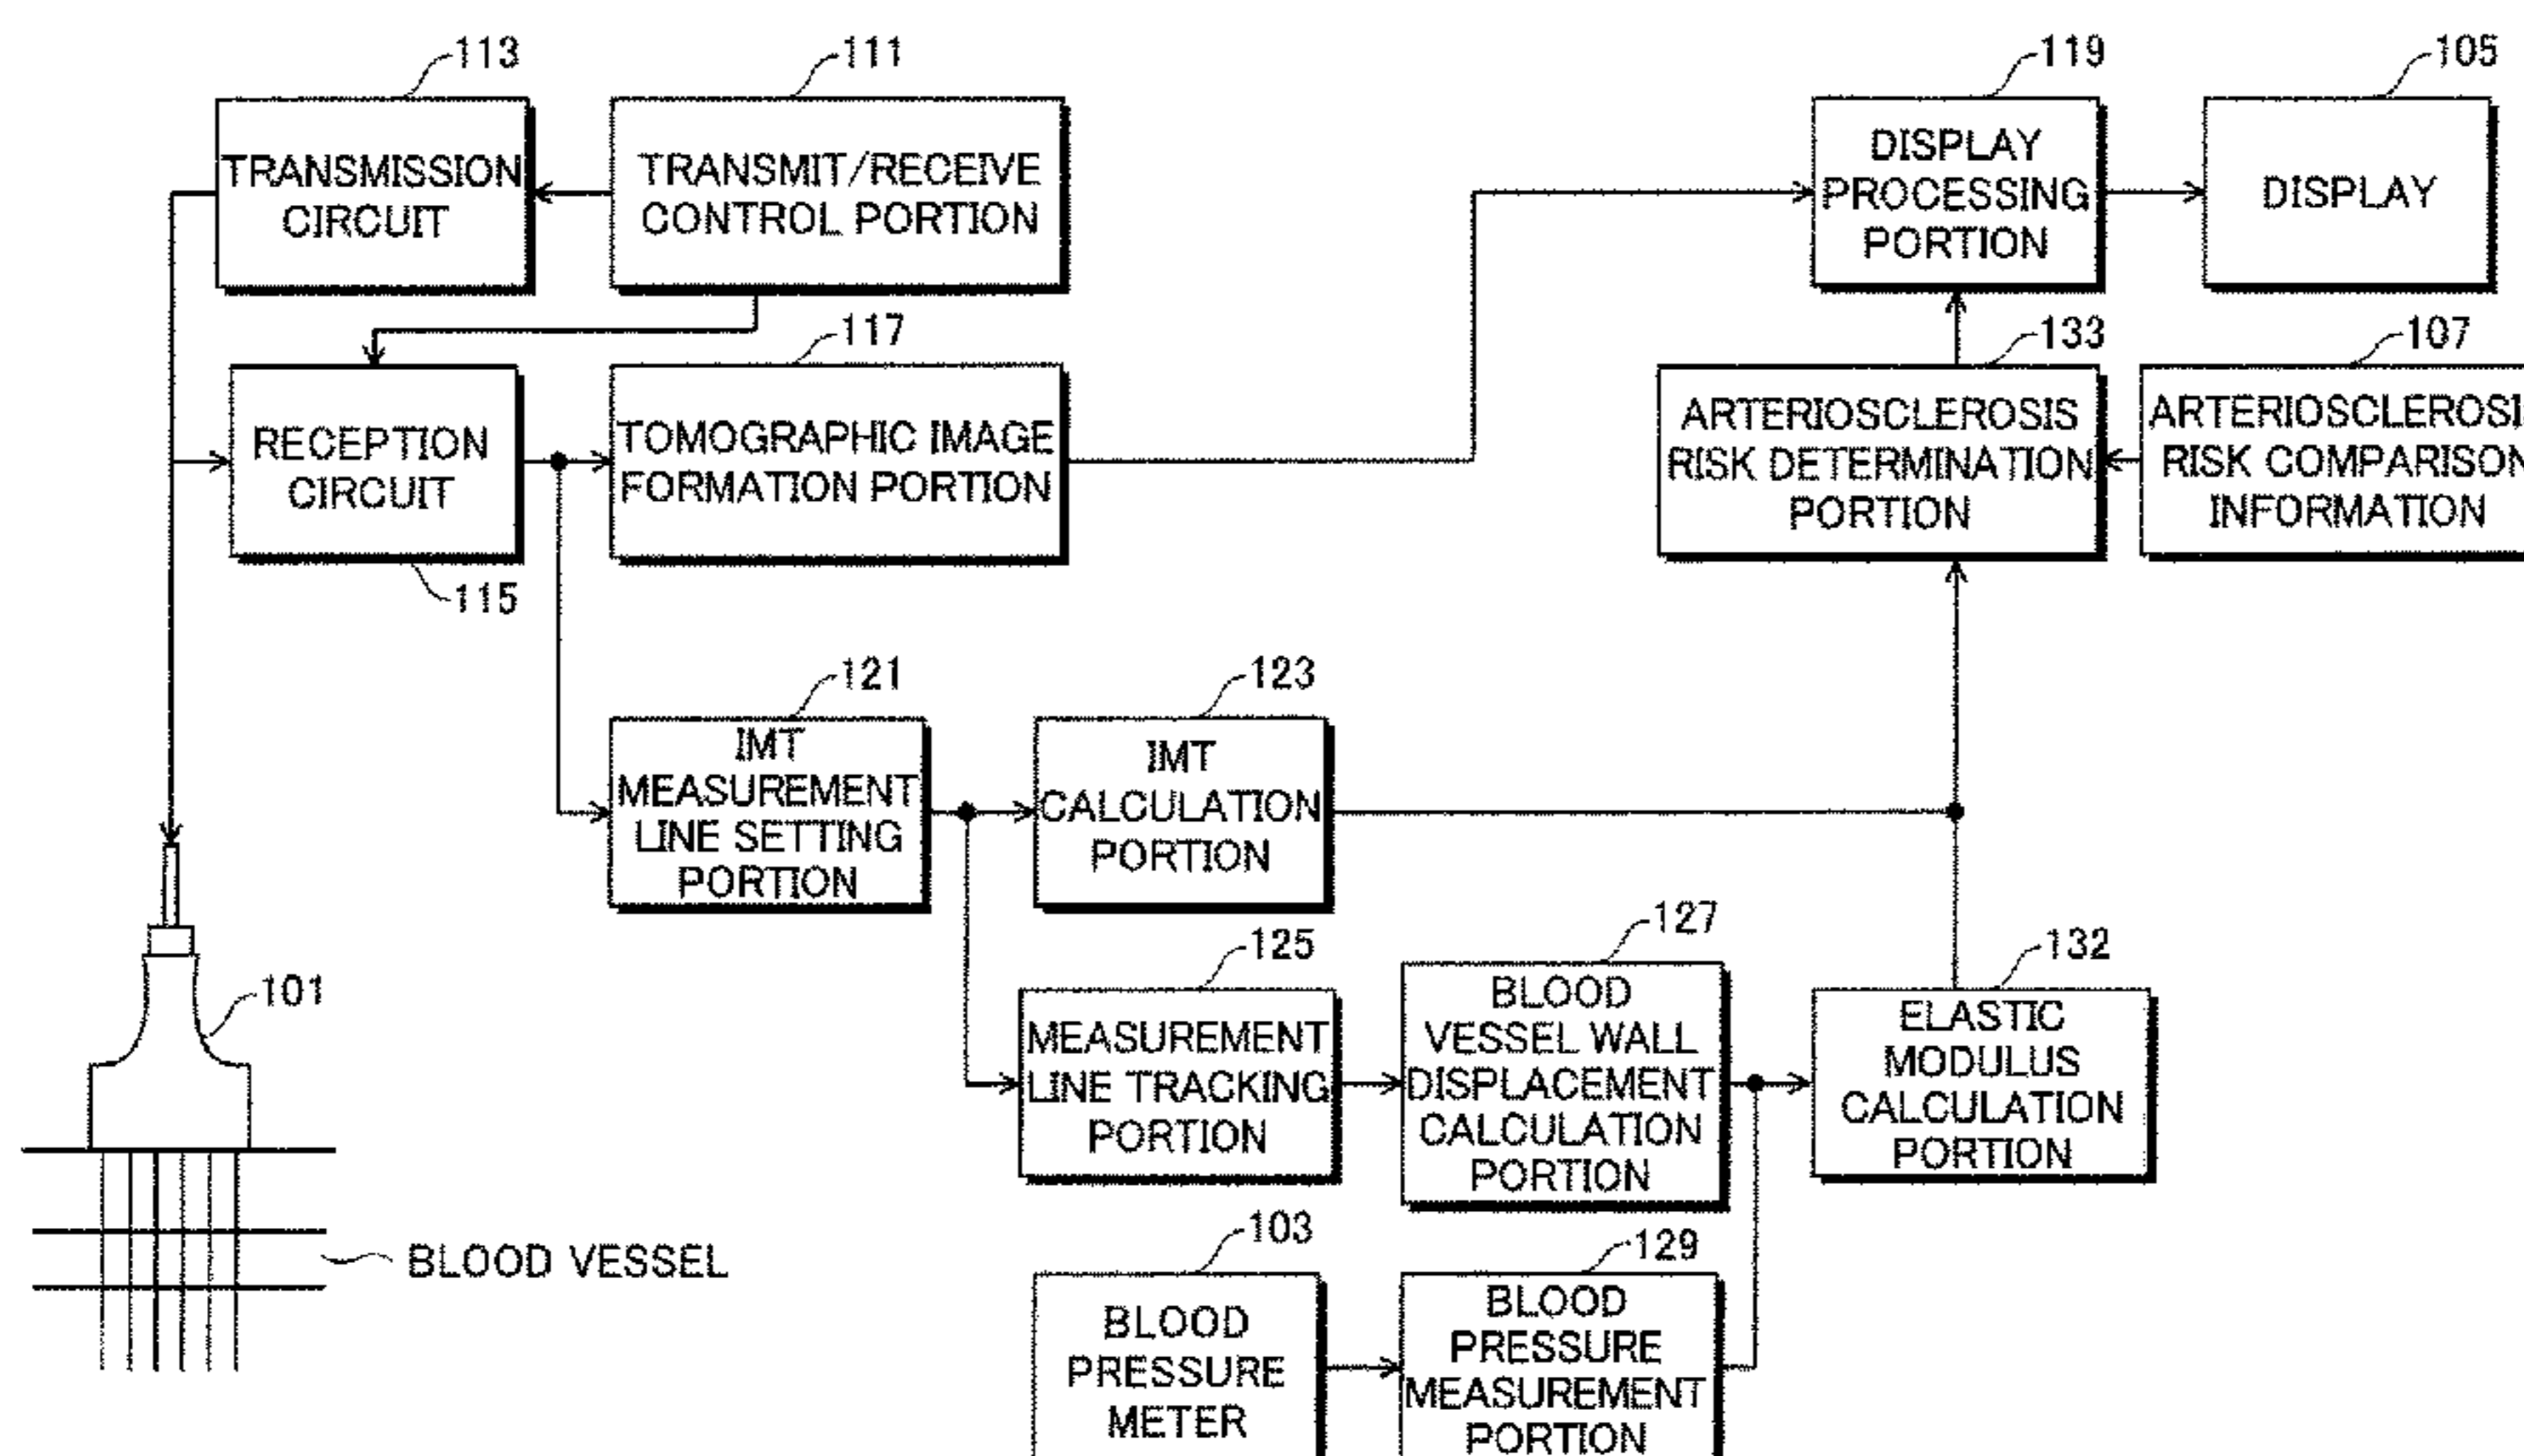 113
111
119
105
TRANSMISSION
CIRCUIT
TRANSMIT/RECEIVE
CONTROL PORTION
DISPLAY
PROCESSING
PORTION
DISPLAY
117
133
107
RECEPTION
CIRCUIT
115
TOMOGRAPHIC IMAGE
FORMATION PORTION
ARTERIOSCLEROSIS
RISK DETERMINATION
PORTION
ARTERIOSCLEROSI
RISK COMPARISON
INFORMATION
121
123
IMT
MEASUREMENT
LINE SETTING
PORTION
IMT
CALCULATION
PORTION
101
125
127
132
MEASUREMENT
LINE TRACKING
PORTION
BLOOD
VESSEL WALL
DISPLACEMENT
CALCULATION
PORTION
ELASTIC
MODULUS
CALCULATION
PORTION
BLOOD VESSEL
103
129
BLOOD
PRESSURE
METER
BLOOD
PRESSURE
MEASUREMENT
PORTION